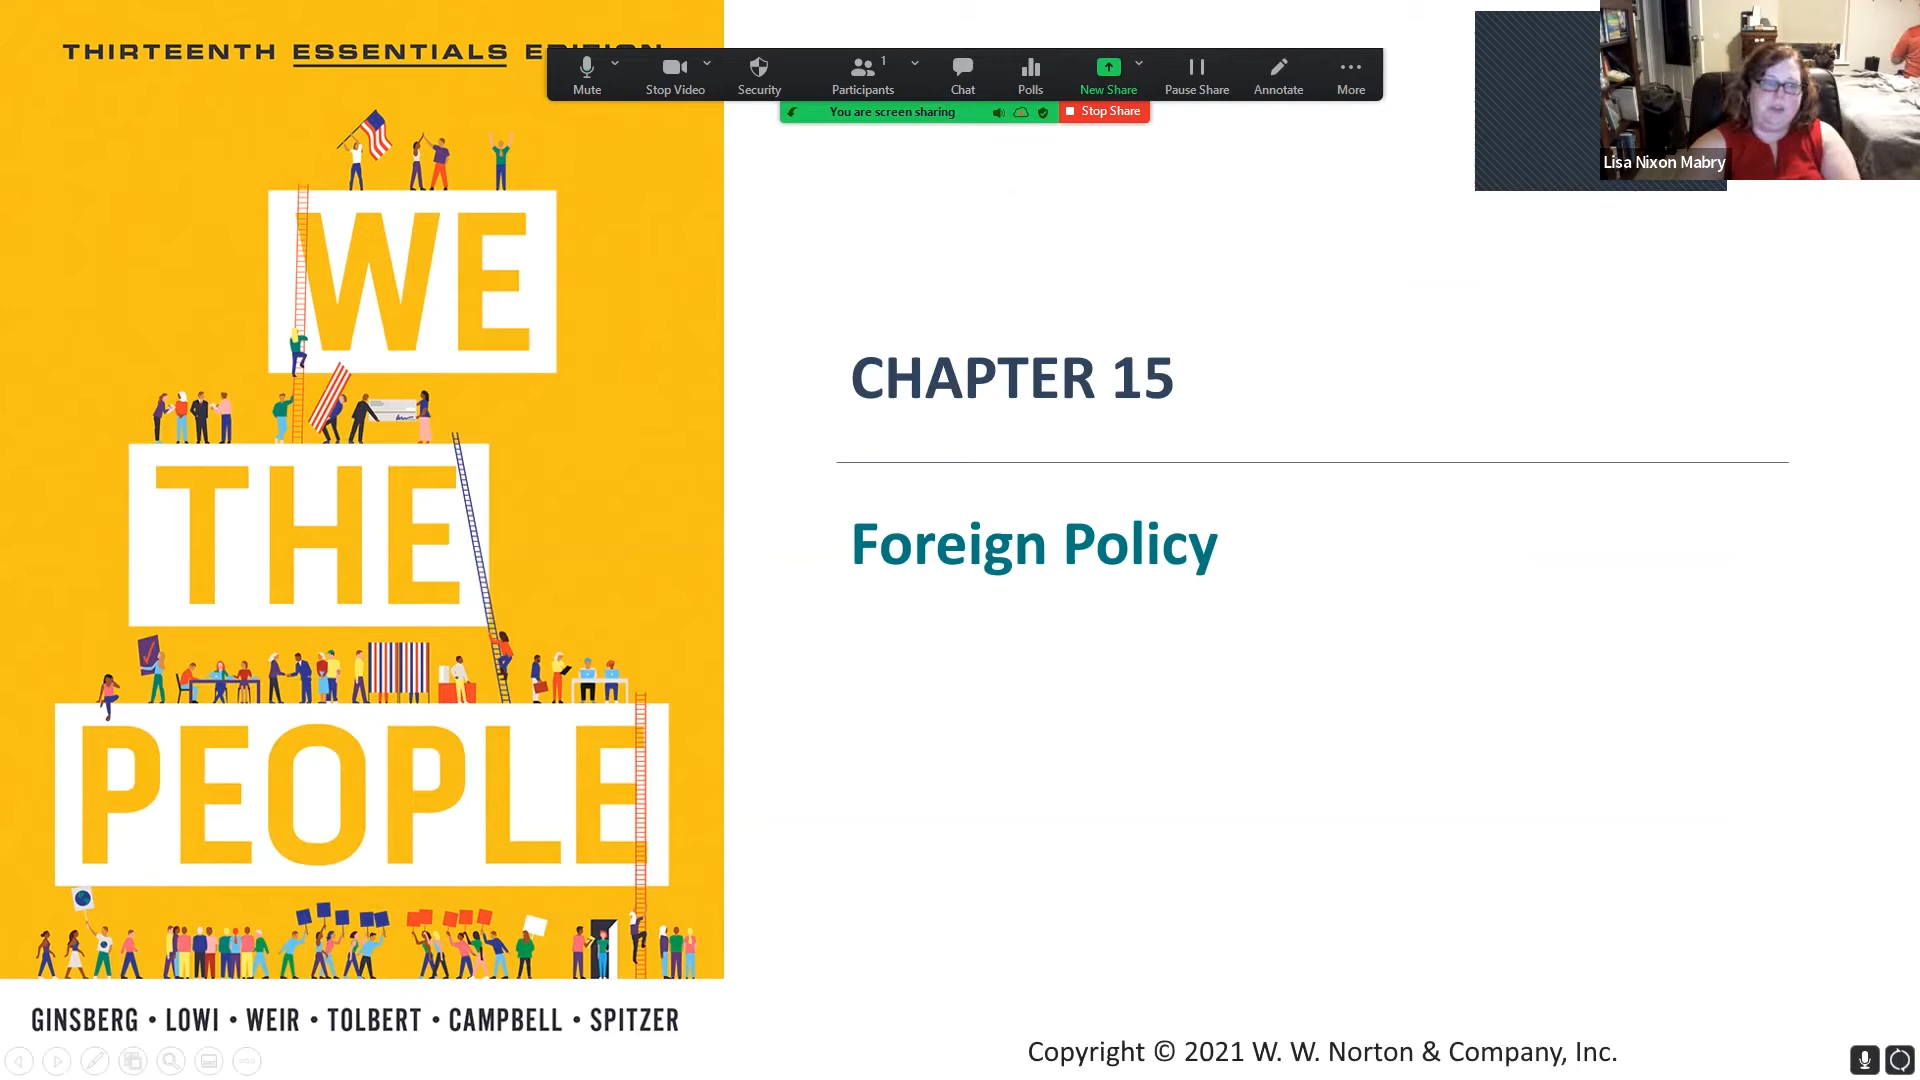 THIRTEENTH ESSENTIALS
Mute
Stop Video
Security
Participants
1
Chat
Polls
New Share
Pause Share
Annotate
More
You are screen sharing
Stop Share
Lisa Nixon Mabry
WE
THE
PEOPLE
CHAPTER 15
Foreign Policy
GINSBERG • LOWI • WEIR • TOLBERT • CAMPBELL • SPITZER
Copyright © 2021 W. W. Norton & Company, Inc.